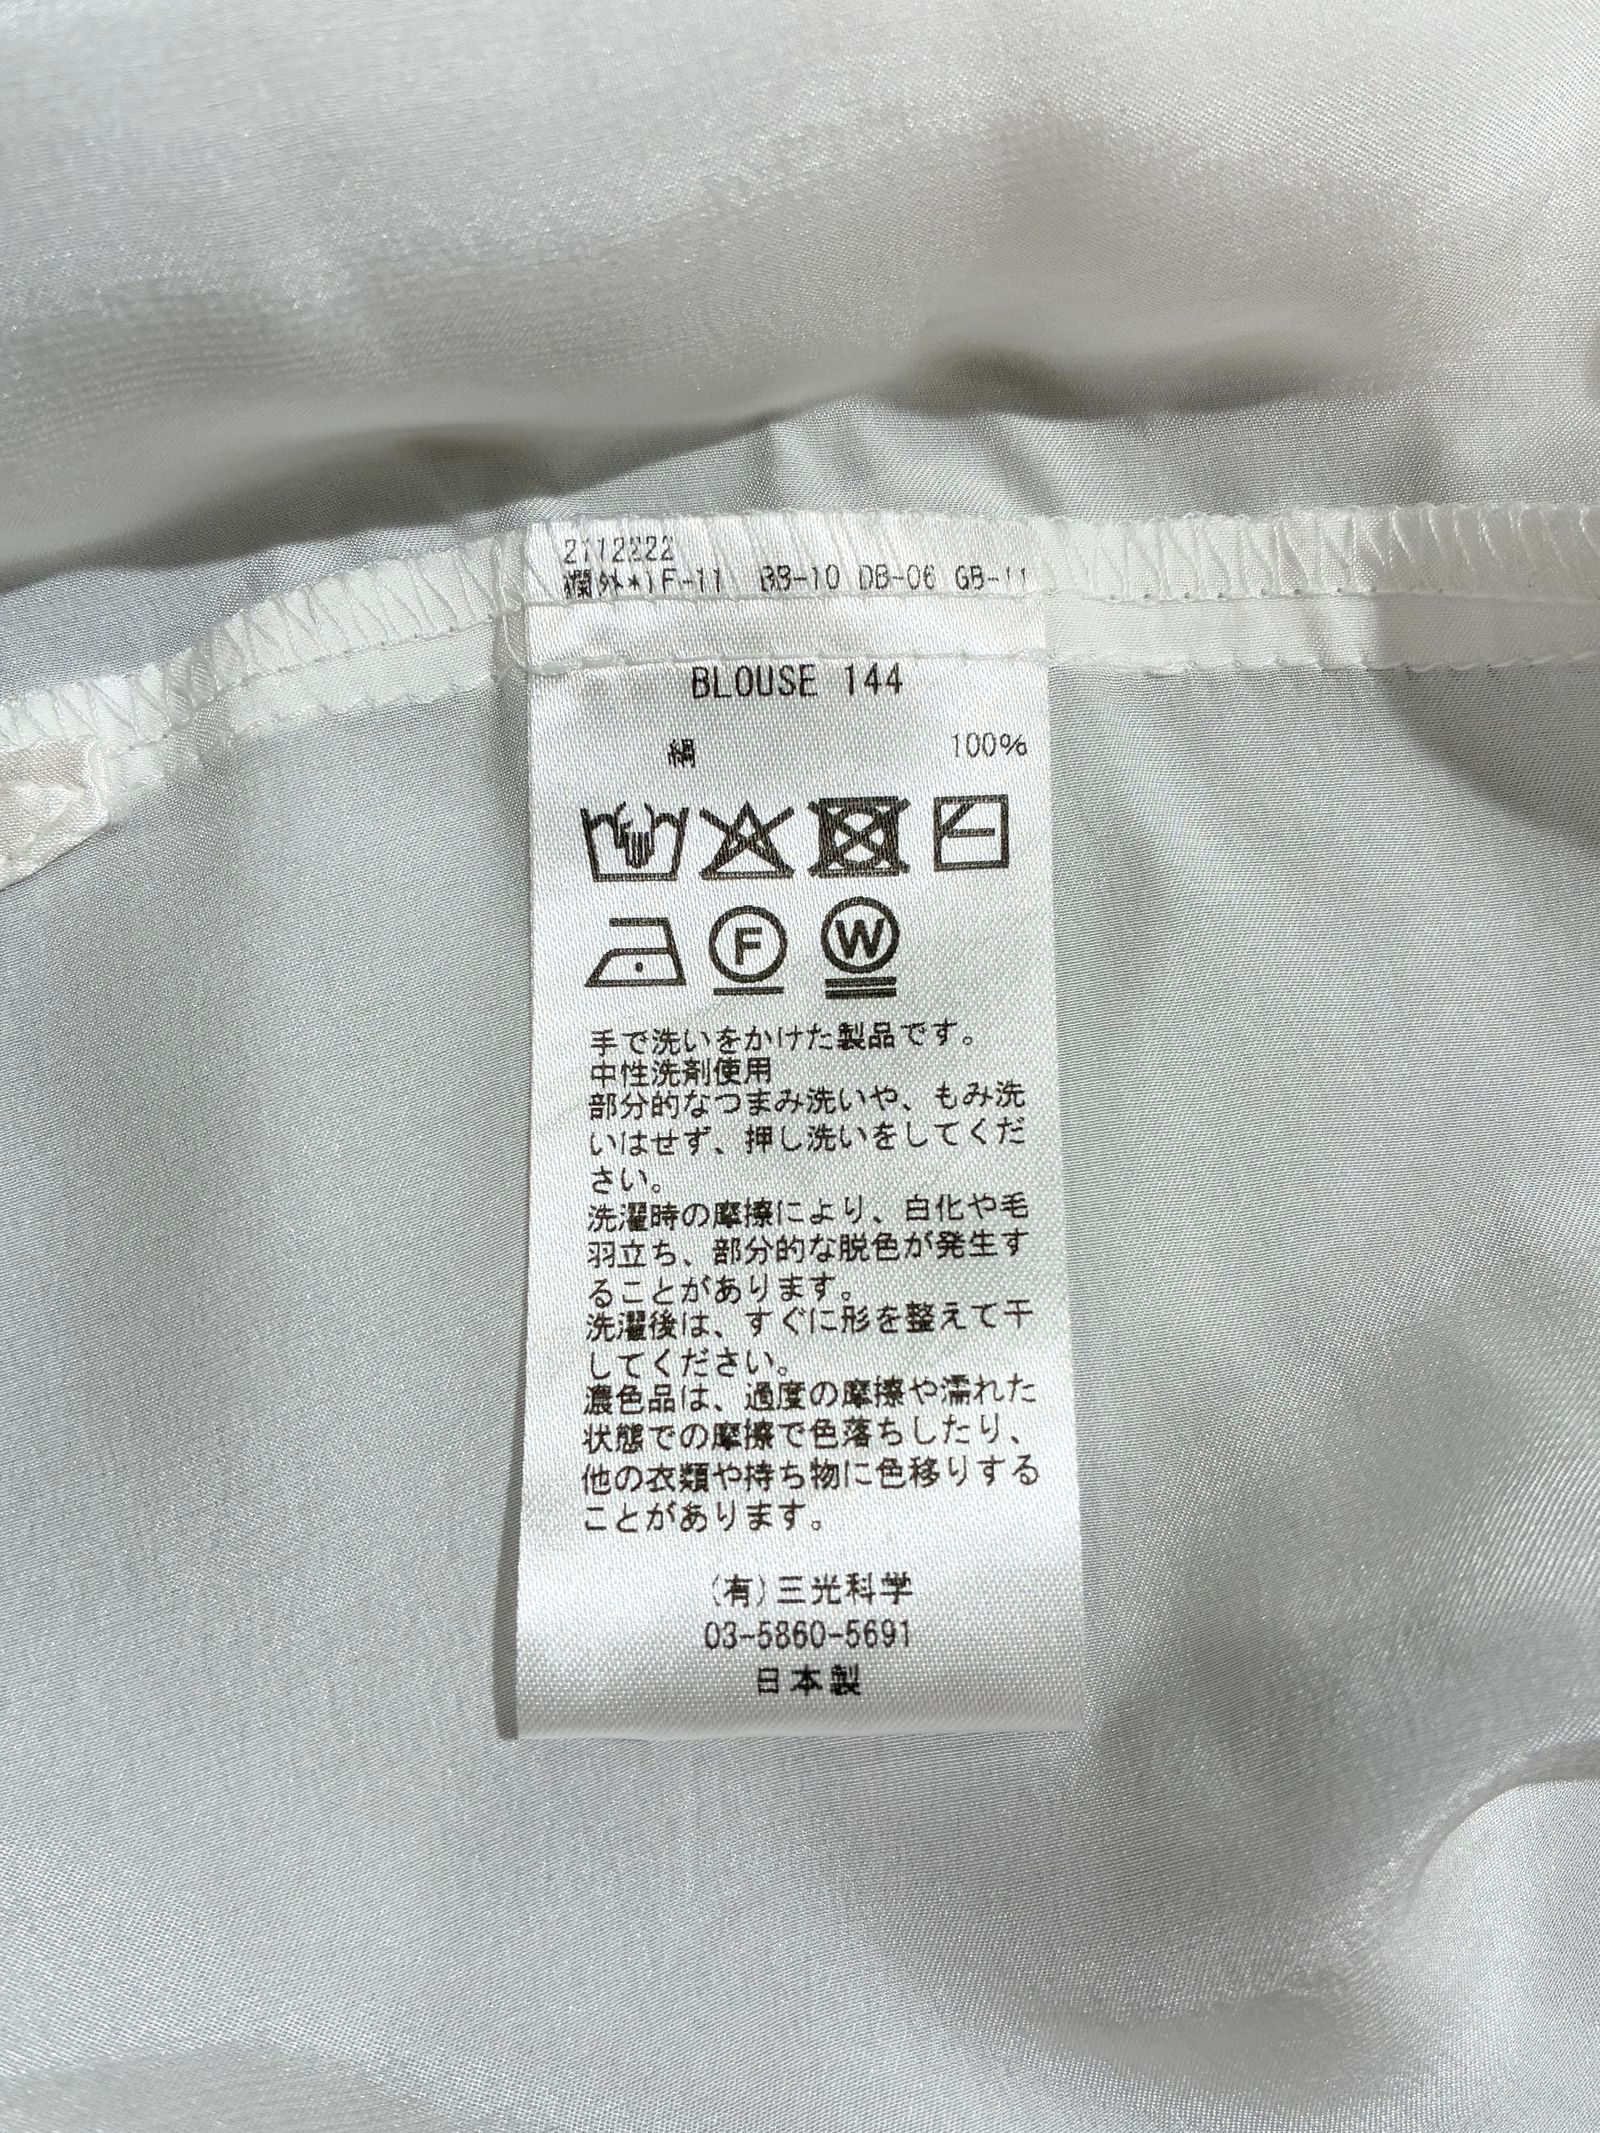 2112222
欄外*1F-11 BB-10 DB-06 GB-11
BLOUSE 144
絹 100%
F W
手で洗いをかけた製品です。
中性洗剤使用
部分的なつまみ洗いや、もみ洗
いはせず、押し洗いをしてくだ
さい。
洗濯時の摩擦により、白化や毛
羽立ち、部分的な脱色が発生す
ることがあります。
洗濯後は、すぐに形を整えて干
してください。
濃色品は、過度の摩擦や濡れた
状態での摩擦で色落ちしたり、
他の衣類や持ち物に色移りする
ことがあります。
(有)三光科学
03-5860-5691
日本製